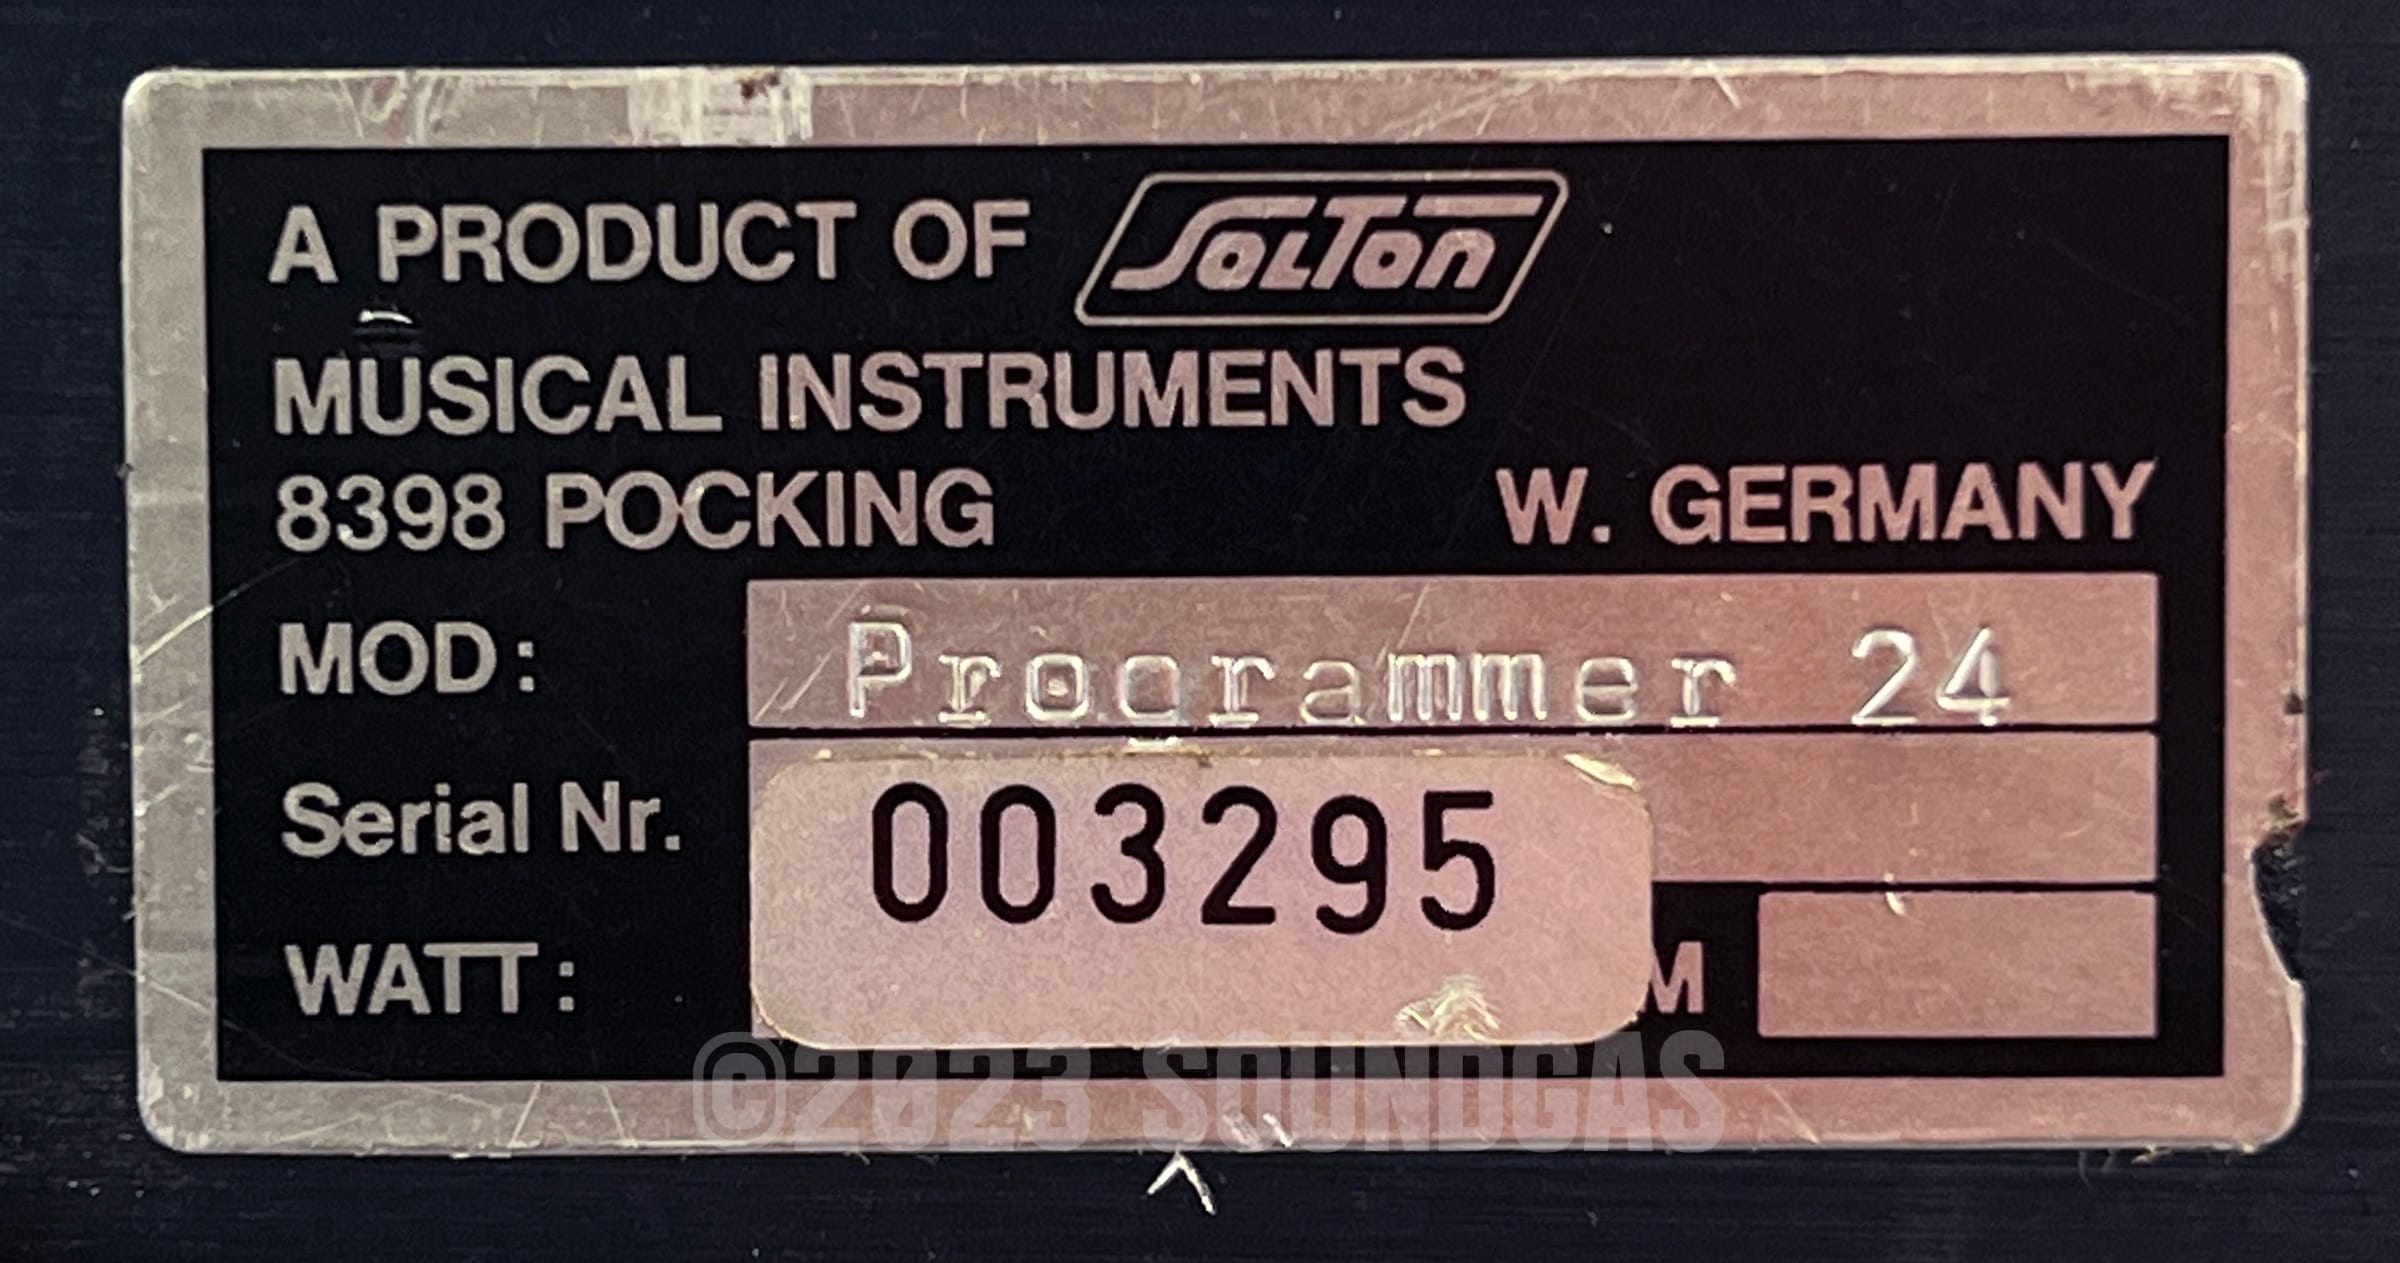 A PRODUCT OF SOLTON
MUSICAL INSTRUMENTS
8398 POCKING W. GERMANY
MOD: Programmer 24
Serial Nr. 003295
WATT: M
©2023 SOUNDGAS